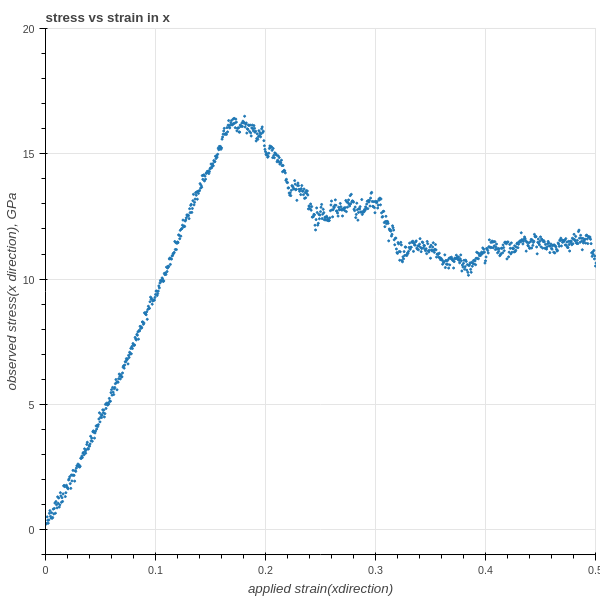 stress vs strain in x
20
15
10
5
0
observed stress(x direction), GPa
0 0.1 0.2 0.3 0.4 0.5
applied strain(xdirection)